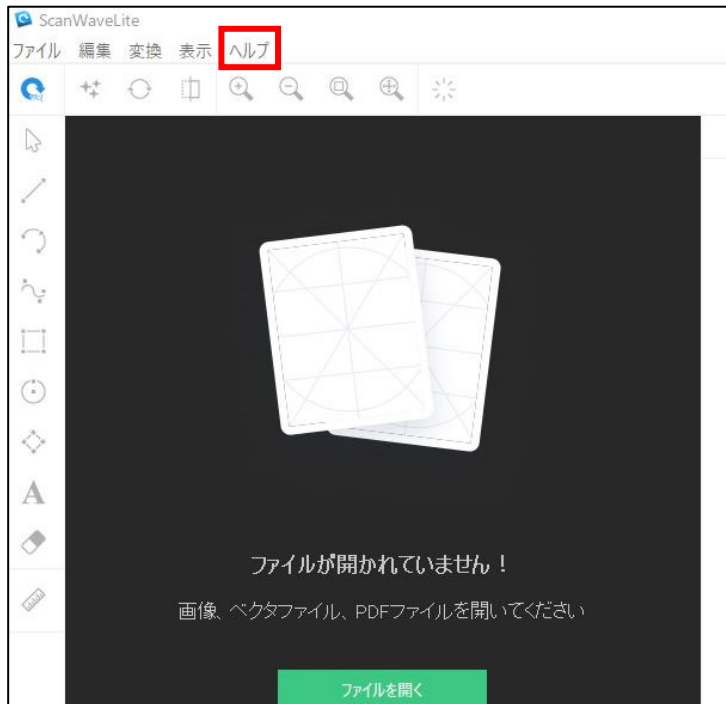 ScanWaveLite
ファイル 編集 変換 表示 ヘルプ
A
ファイルが開かれていません！
画像、ベクタファイル、PDFファイルを開いてください
ファイルを開く